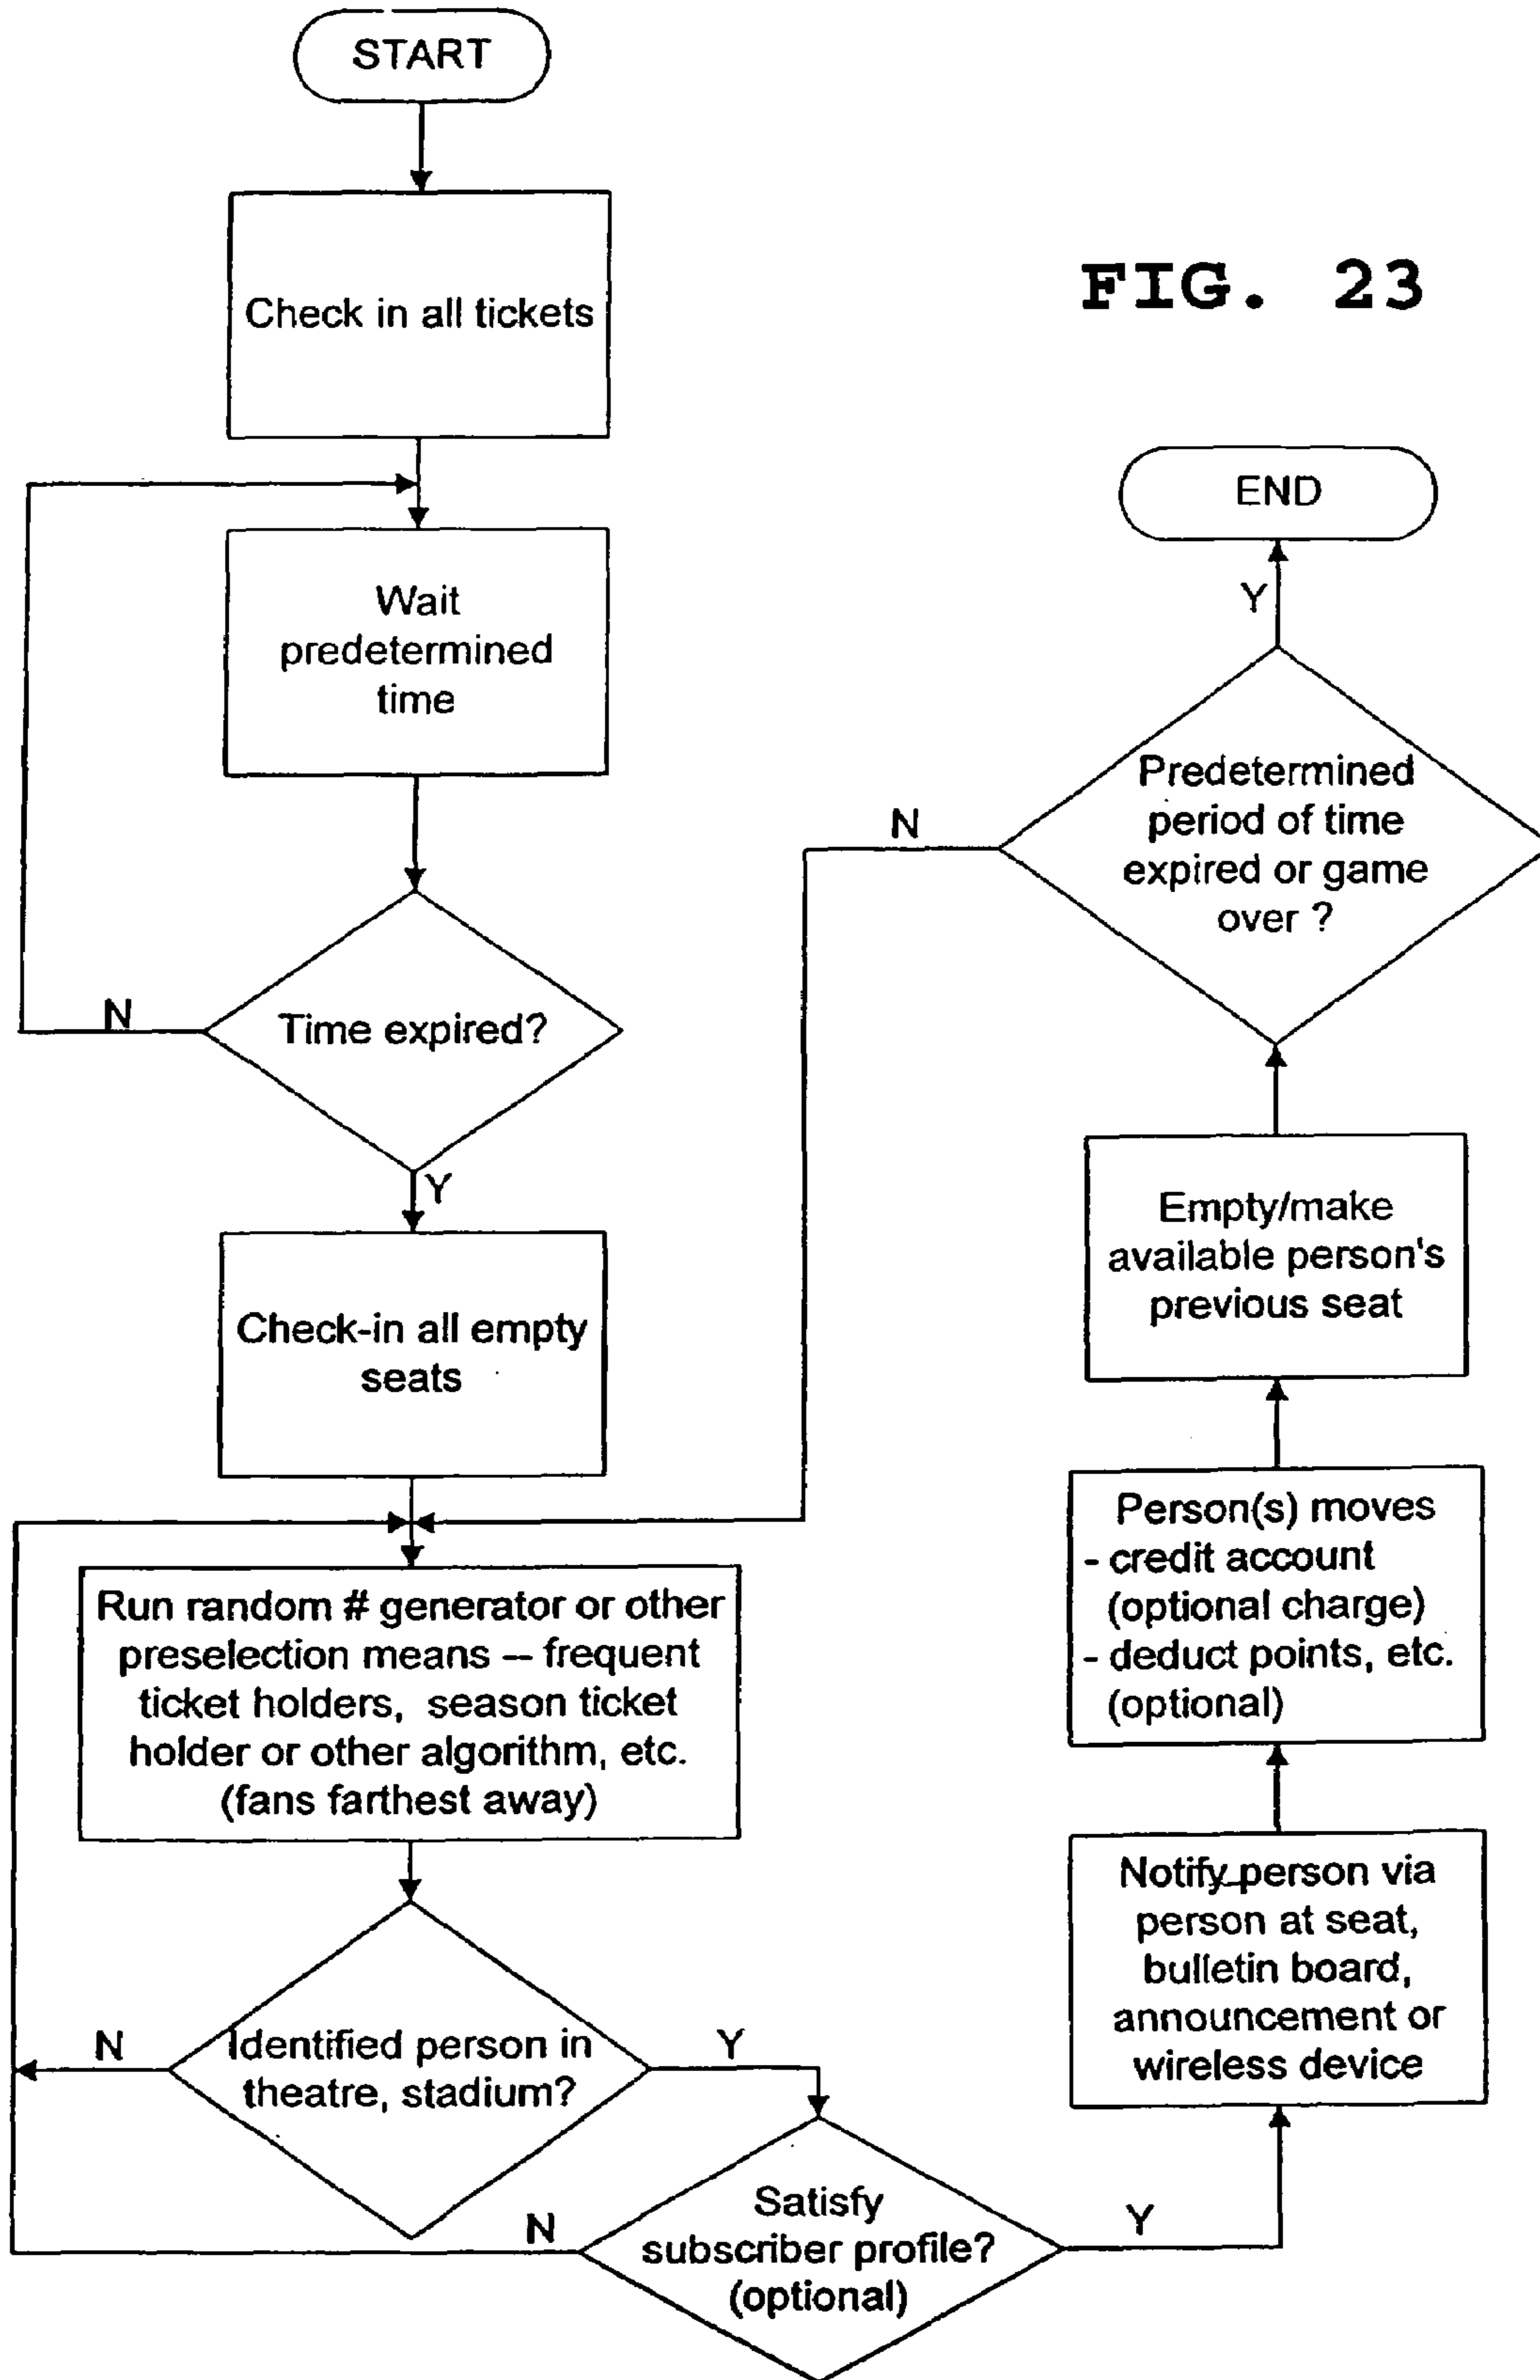 START
Check in all tickets
Wait
predetermined
time
Time expired?
N
Y
Check-in all empty
seats
Run random # generator or other
preselection means -- frequent
ticket holders, season ticket
holder or other algorithm, etc.
(fans farthest away)
Identified person in
theatre, stadium?
N
Y
Satisfy
subscriber profile?
(optional)
N
Y
Notify person via
person at seat,
bulletin board,
announcement or
wireless device
Person(s) moves
- credit account
(optional charge)
- deduct points, etc.
(optional)
Empty/make
available person's
previous seat
Predetermined
period of time
expired or game
over ?
N
Y
END
FIG. 23